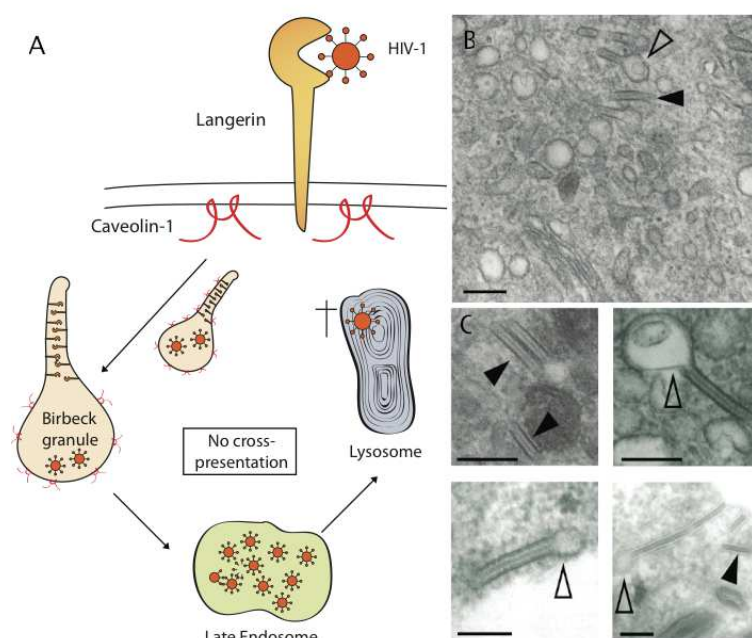 A
HIV-1
Langerin
Caveolin-1
Birbeck
granule
No cross-
presentation
Lysosome
Late Endosome
B
C